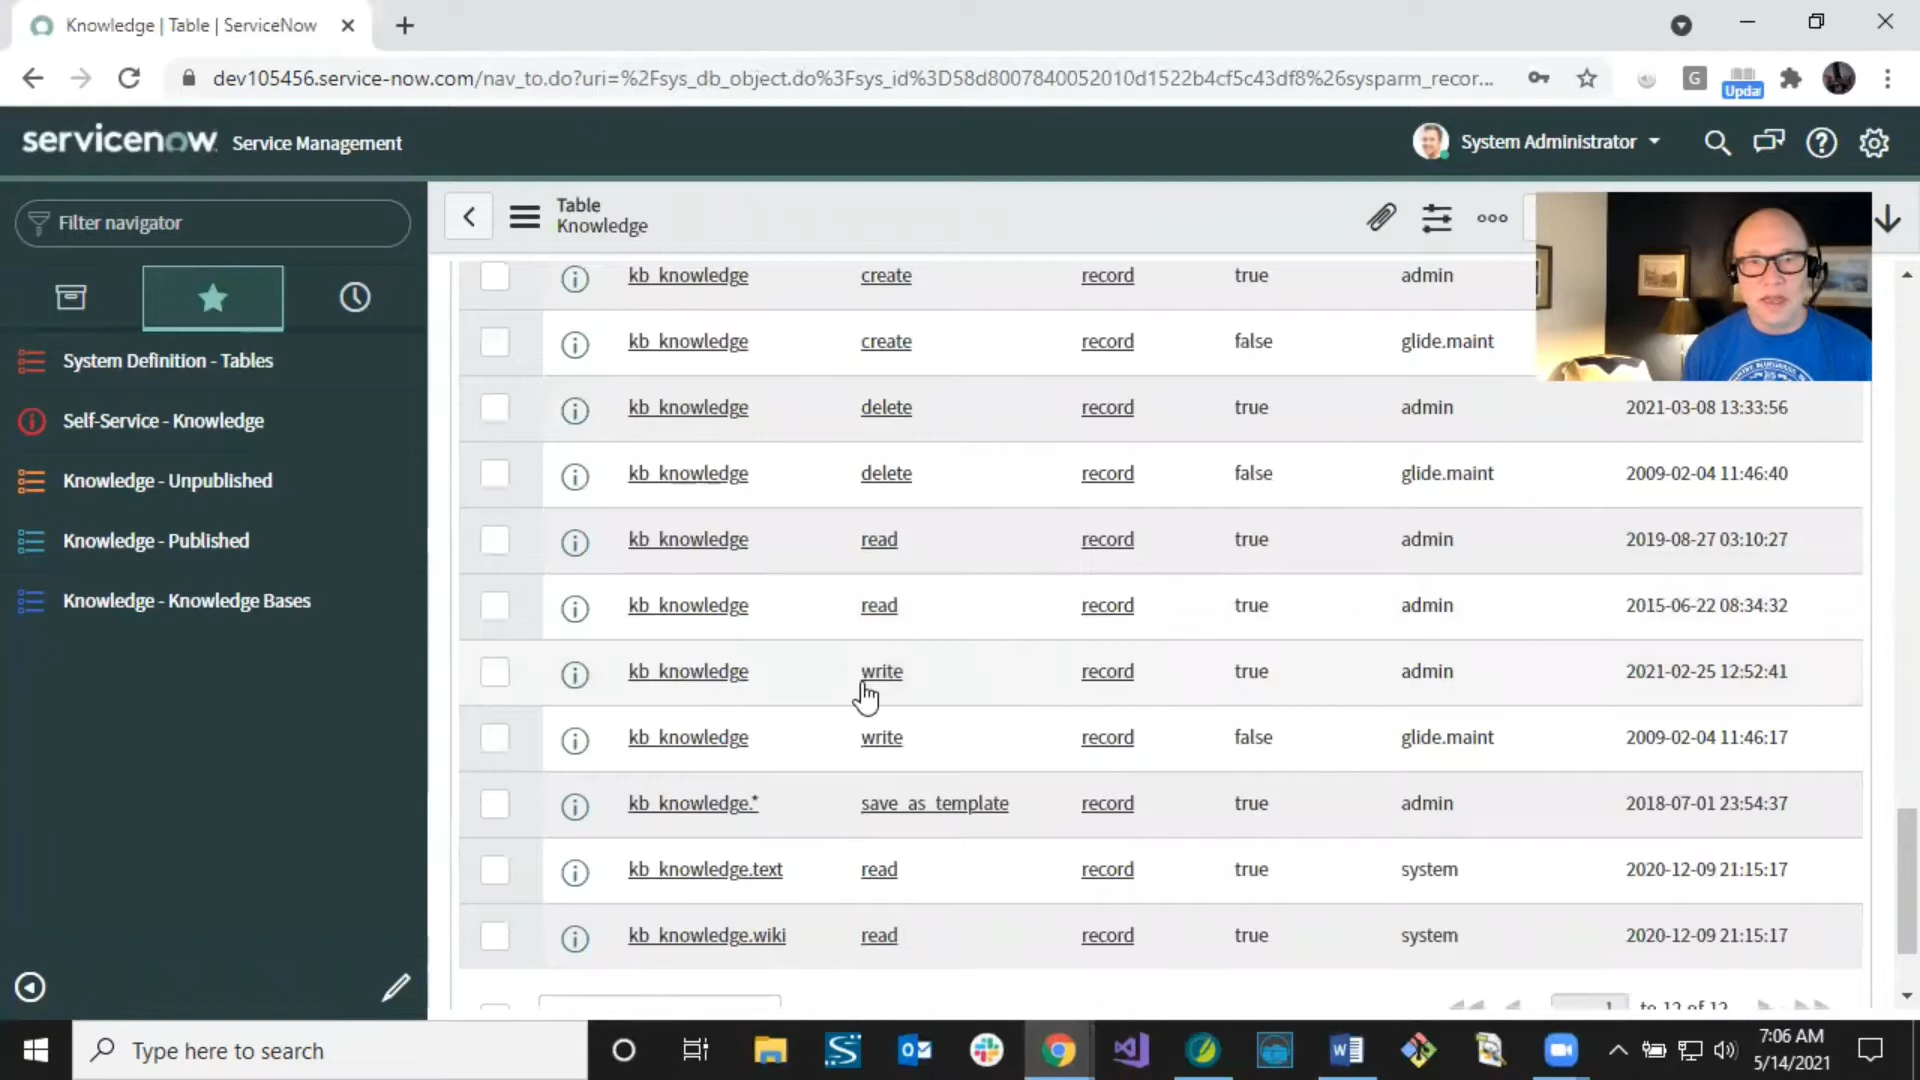 Knowledge | Table | ServiceNow
dev105456.service-now.com/nav_to.do?uri=%2Fsys_db_object.do%3Fsys_id%3D58d8007840052010d1522b4cf5c43df8%26sysparm_recor...
G
Updat
servicenow Service Management
System Administrator
Filter navigator
System Definition - Tables
Self-Service - Knowledge
Knowledge - Unpublished
Knowledge - Published
Knowledge - Knowledge Bases
Table
Knowledge
kb_knowledge create record true admin
kb_knowledge create record false glide.maint
kb_knowledge delete record true admin 2021-03-08 13:33:56
kb_knowledge delete record false glide.maint 2009-02-04 11:46:40
kb_knowledge read record true admin 2019-08-27 03:10:27
kb_knowledge read record true admin 2015-06-22 08:34:32
kb_knowledge write record true admin 2021-02-25 12:52:41
kb_knowledge write record false glide.maint 2009-02-04 11:46:17
kb_knowledge.* save_as_template record true admin 2018-07-01 23:54:37
kb_knowledge.text read record true system 2020-12-09 21:15:17
kb_knowledge.wiki read record true system 2020-12-09 21:15:17
1 to 12 of 12
Type here to search
7:06 AM
5/14/2021